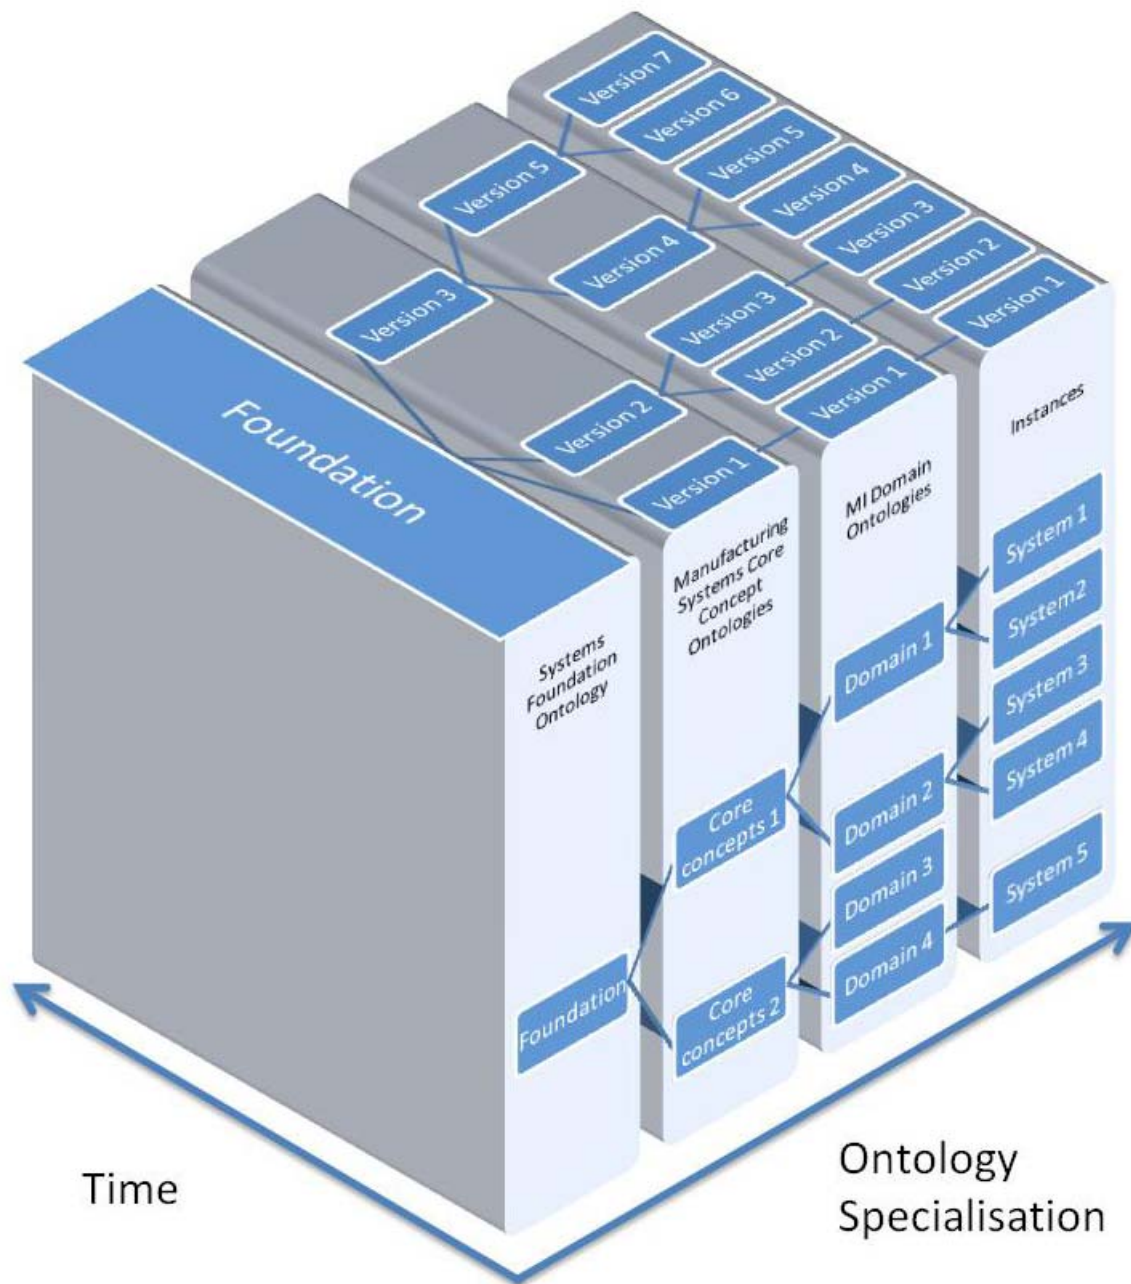 Version 7
Version 6
Version 5
Version 4
Version 3
Version 2
Version 1
Version 5
Version 4
Version 3
Version 2
Version 1
Version 3
Version 2
Version 1
Foundation
Systems
Foundation
Ontology
Foundation
Manufacturing
Systems Core
Concept
Ontologies
Core
concepts 1
Core
concepts 2
MI Domain
Ontologies
Domain 1
Domain 2
Domain 3
Domain 4
Instances
System 1
System2
System 3
System 4
System 5
Time
Ontology
Specialisation